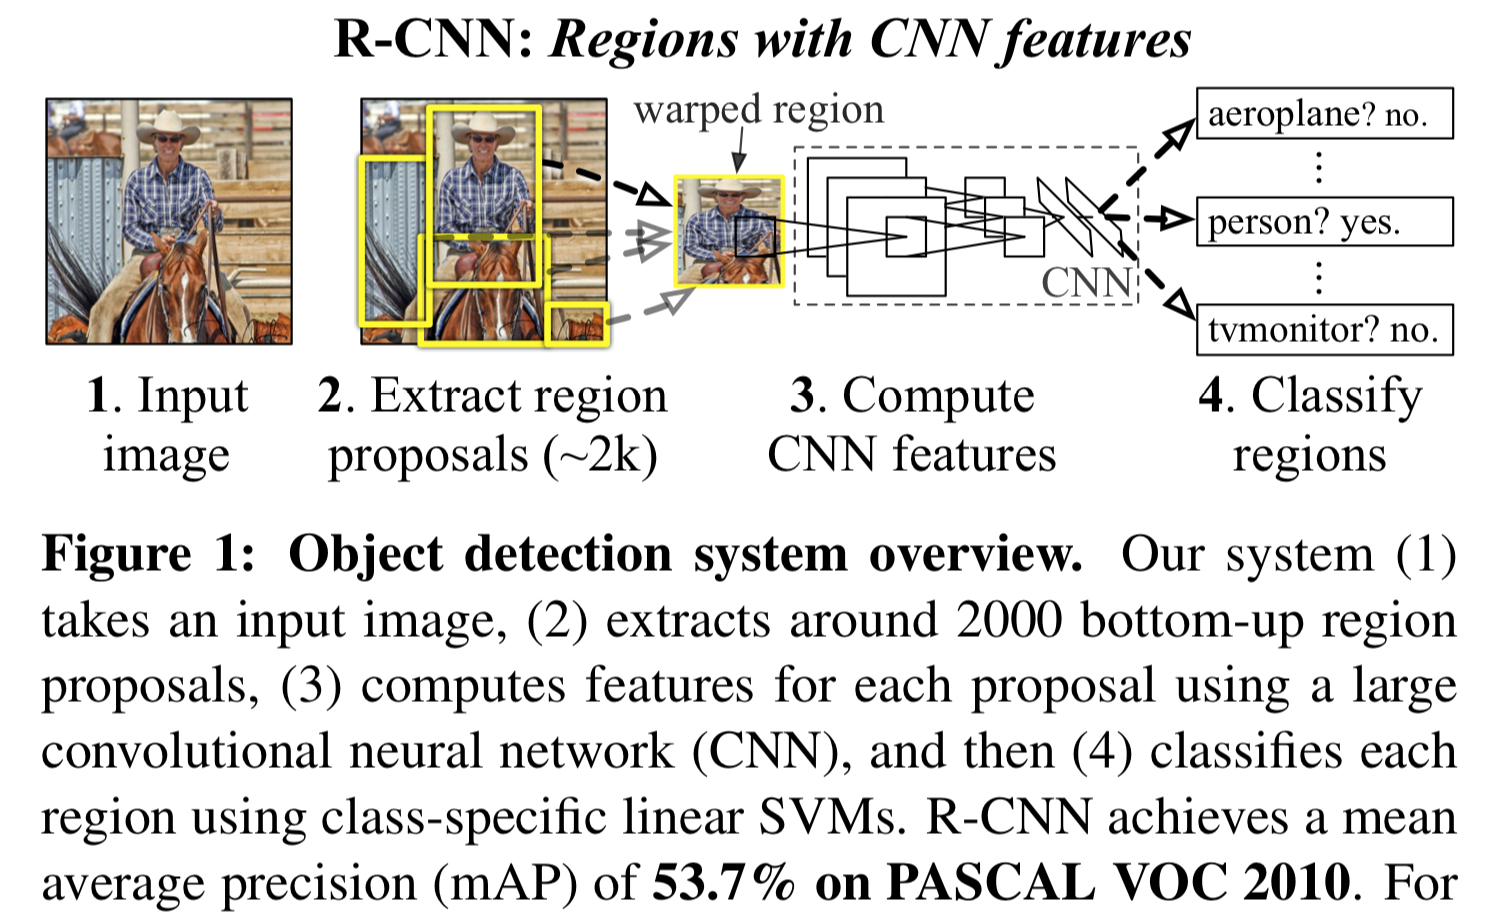 R-CNN: Regions with CNN features
warped region
aeroplane? no.
person? yes.
tvmonitor? no.
CNN
1. Input
image
2. Extract region
proposals (~2k)
3. Compute
CNN features
4. Classify
regions
Figure 1: Object detection system overview. Our system (1)
takes an input image, (2) extracts around 2000 bottom-up region
proposals, (3) computes features for each proposal using a large
convolutional neural network (CNN), and then (4) classifies each
region using class-specific linear SVMs. R-CNN achieves a mean
average precision (mAP) of 53.7% on PASCAL VOC 2010. For